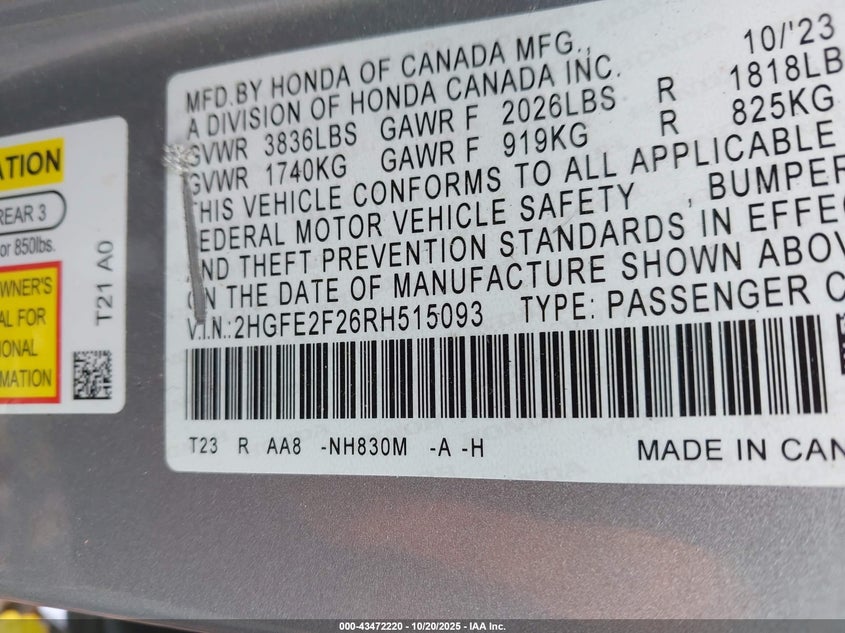 ATION
REAR 3
or 850lbs.
WNER'S
AL FOR
IONAL
MATION
T21 A0
MFD.BY HONDA OF CANADA MFG., 10/'23
A DIVISION OF HONDA CANADA INC.
GVWR 3836LBS GAWR F 2026LBS R 1818LB
GVWR 1740KG GAWR F 919KG R 825KG
THIS VEHICLE CONFORMS TO ALL APPLICABLE
FEDERAL MOTOR VEHICLE SAFETY , BUMPER
AND THEFT PREVENTION STANDARDS IN EFFEC
ON THE DATE OF MANUFACTURE SHOWN ABOV
V.I.N.:2HGFE2F26RH515093 TYPE: PASSENGER C
T23 R AA8 -NH830M -A -H MADE IN CAN
000-43472220 | 10/20/2025 - IAA Inc.